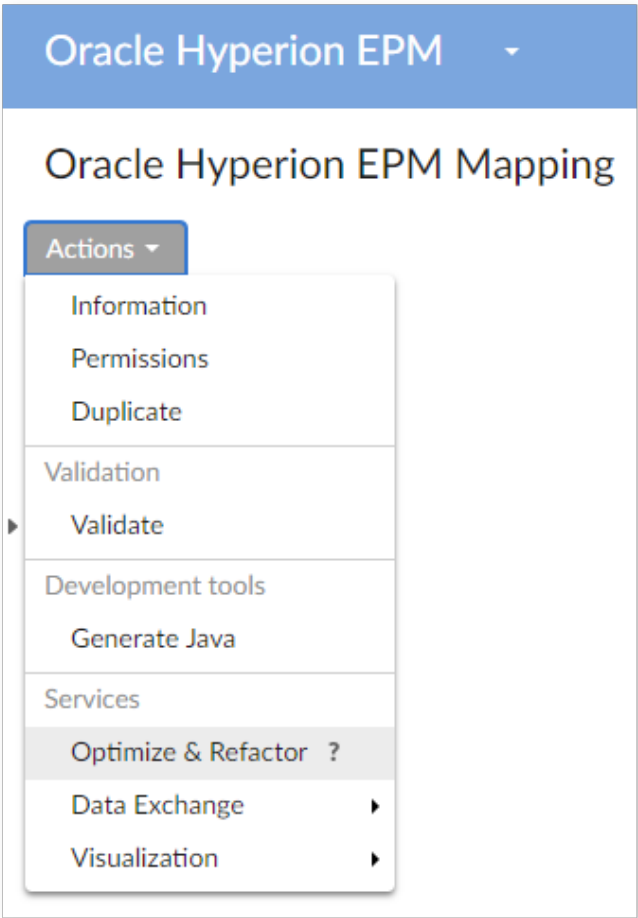 Oracle Hyperion EPM
Oracle Hyperion EPM Mapping
Actions
Information
Permissions
Duplicate
Validation
Validate
Development tools
Generate Java
Services
Optimize & Refactor ?
Data Exchange
Visualization